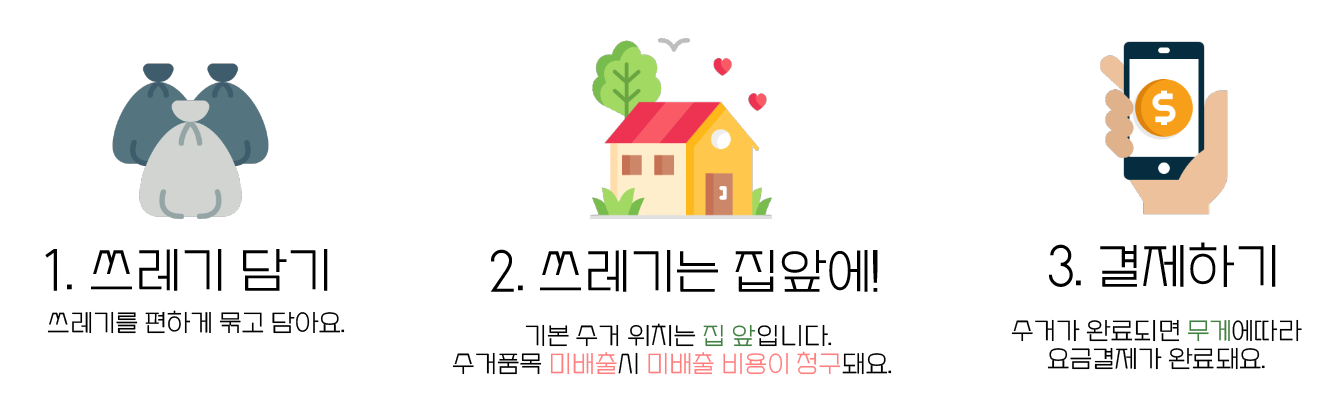 1. 쓰레기 담기
쓰레기를 편하게 묶고 담아요.
2. 쓰레기는 집앞에!
기본 수거 위치는 집 앞입니다.
수거품목 미배출시 미배출 비용이 청구돼요.
3. 결제하기
수거가 완료되면 무게에따라
요금결제가 완료돼요.